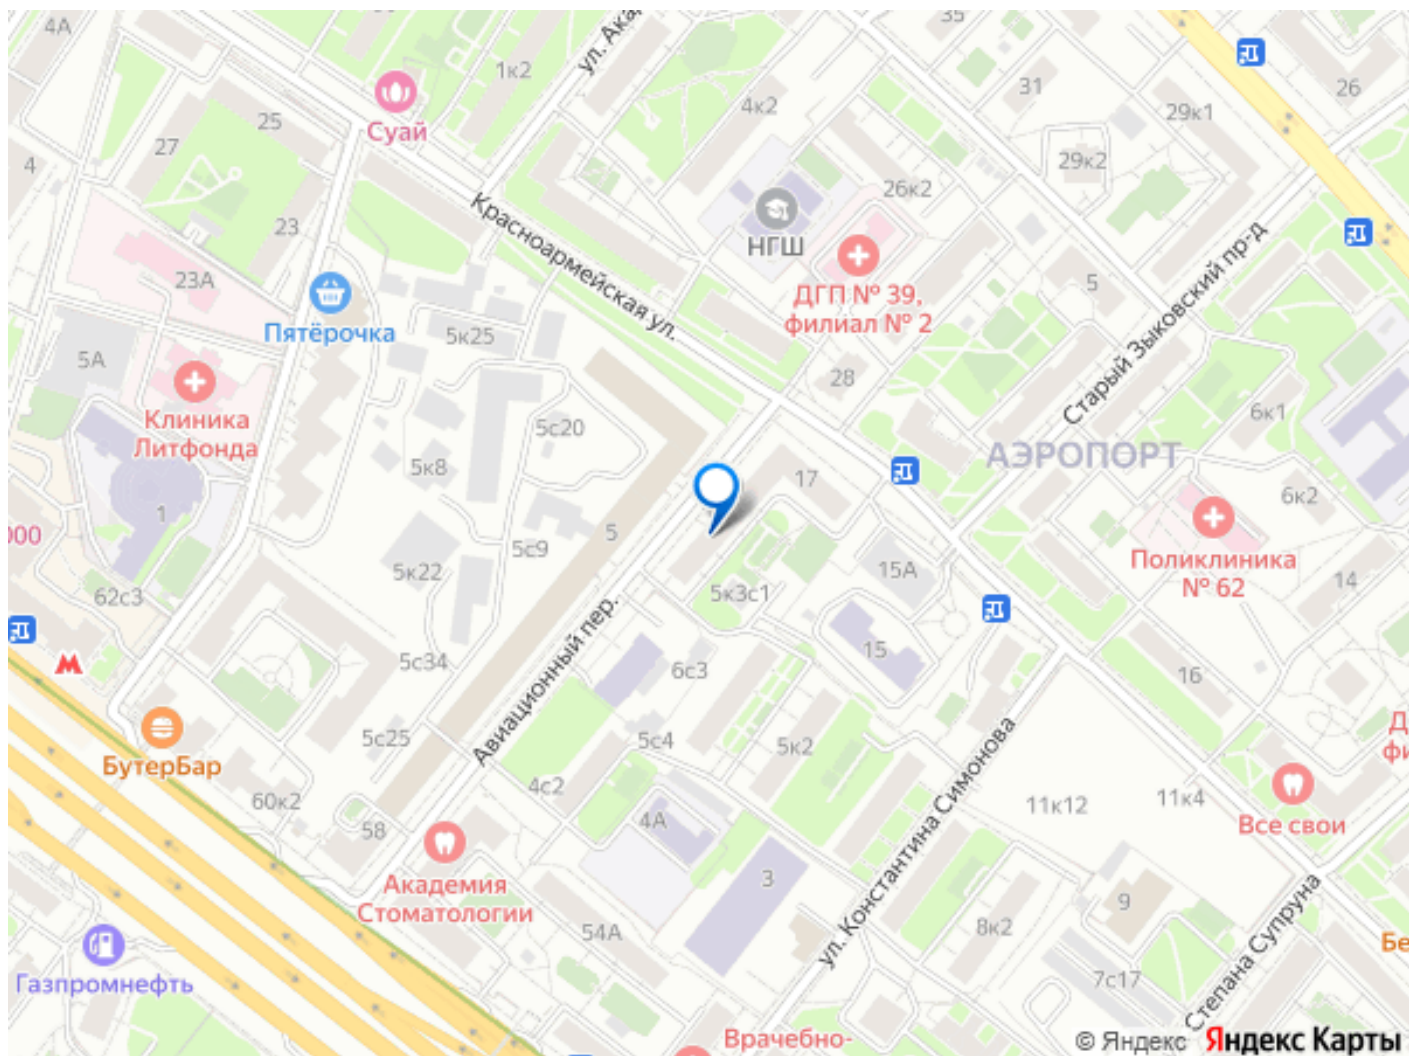 4А
35
ул. Ака
1к2
31
26
4к2
29к1
25
Суай
27
4
29к2
26к2
Красноармейская ул.
НГШ
23
Старый Зыковский пр-д
23А
5
ДГП № 39,
филиал № 2
Пятёрочка
5к25
5А
28
Клиника
Литфонда
6к1
5с20
АЭРОПОРТ
5к8
17
6к2
1
000
5
5с9
Поликлиника
№ 62
5к22
15А
14
62с3
5к3с1
Авиационный пер.
15
5с34
6с3
16
М
5с25
5с4
5к2
БутерБар
ул. Константина Симонова
Д
фи
4с2
60к2
11к12
11к4
58
4А
Все свои
Академия
Стоматологии
3
9
54А
8к2
Бе
Газпромнефть
7с17
Степана Супруна
Врачебно-
© Яндекс Яндекс Карты